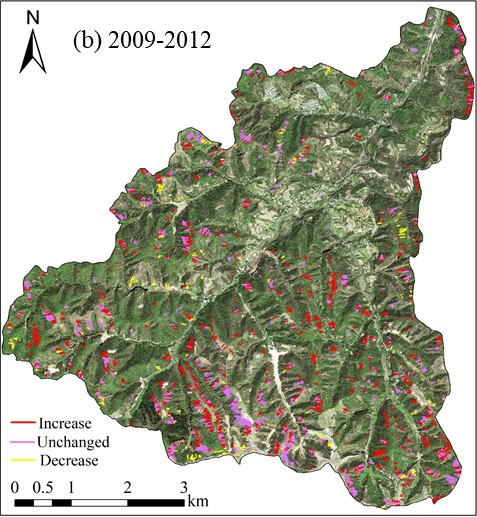 N
(b) 2009-2012
Increase
Unchanged
Decrease
0 0.5 1 2 3
km